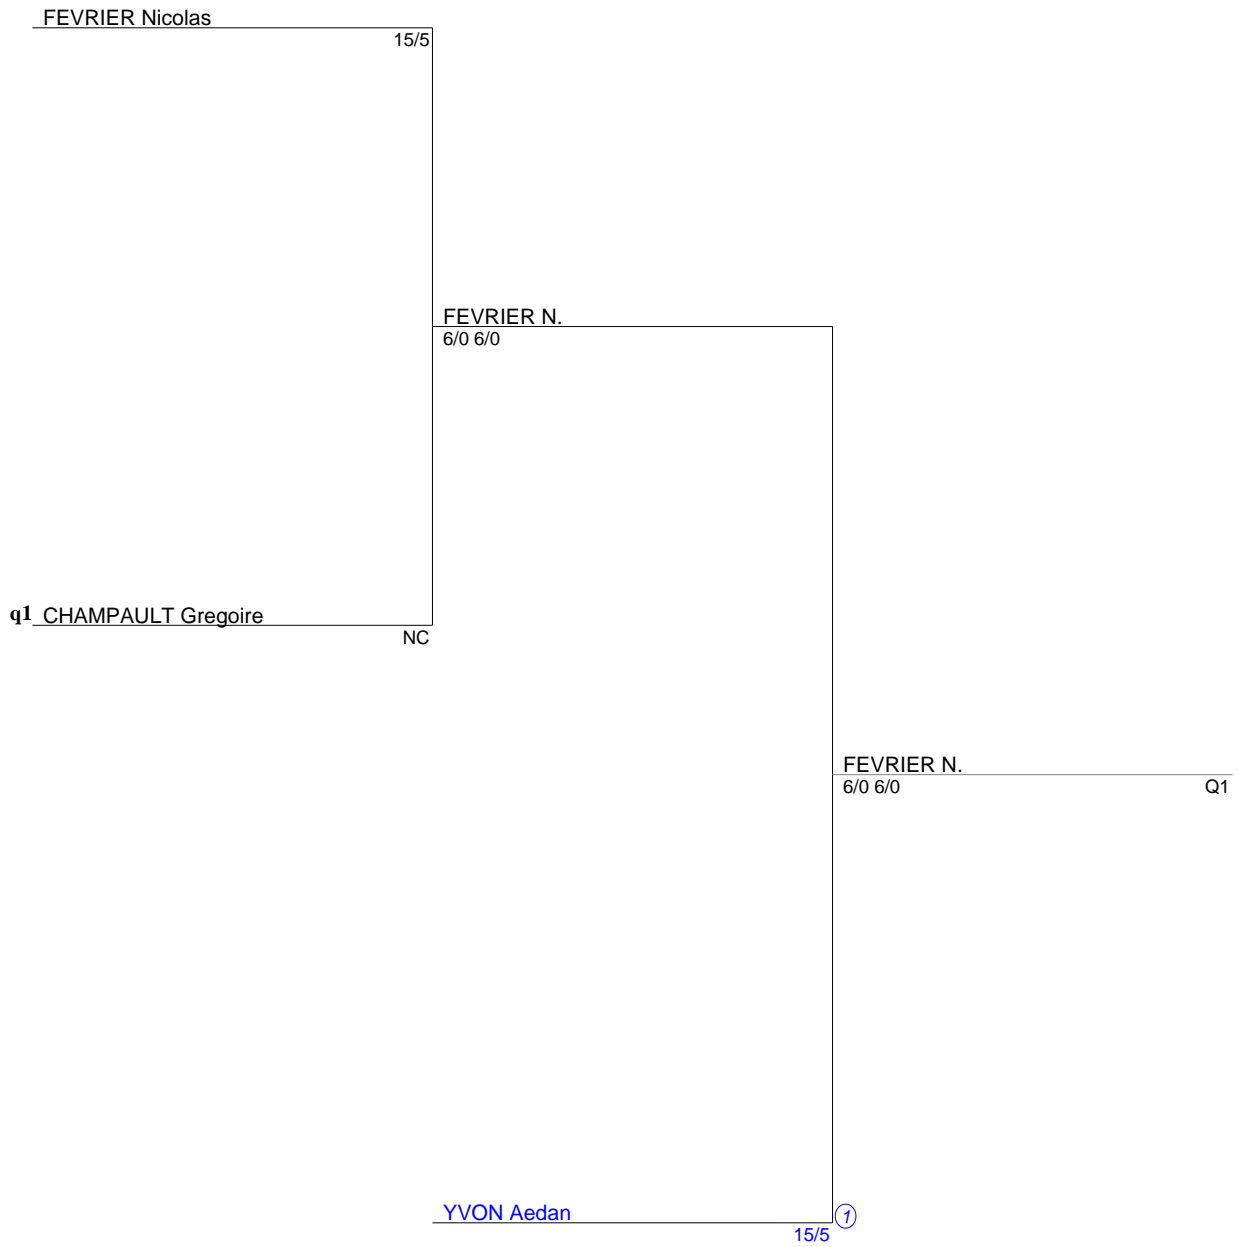 FEVRIER Nicolas
15/5
FEVRIER N.
6/0 6/0
q1 CHAMPAULT Gregoire
NC
FEVRIER N.
6/0 6/0 Q1
YVON Aedan 1
15/5